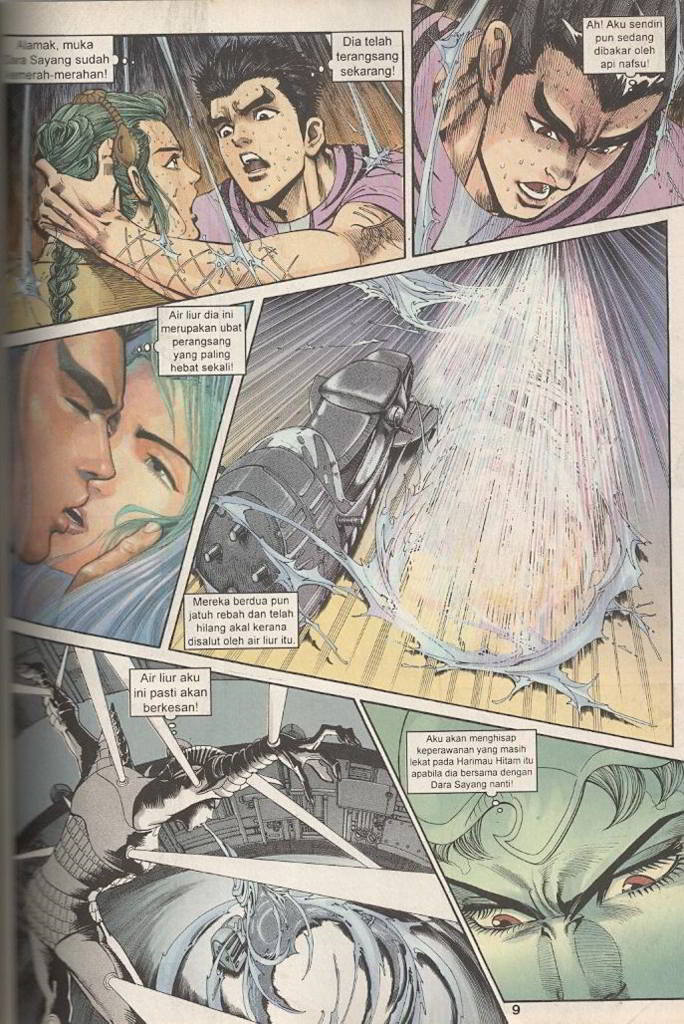 Alamak, muka
Dara Sayang sudah
kemerah-merahan!
Dia telah
terangsang
sekarang!
Ah! Aku sendiri
pun sedang
dibakar oleh
api nafsu!
Air liur dia ini
merupakan ubat
perangsang
yang paling
hebat sekali!
Mereka berdua pun
jatuh rebah dan telah
hilang akal kerana
disalut oleh air liur itu.
Air liur aku
ini pasti akan
berkesan!
Aku akan menghisap
keperawanan yang masih
lekat pada Harimau Hitam itu
apabila dia bersama dengan
Dara Sayang nanti!
9